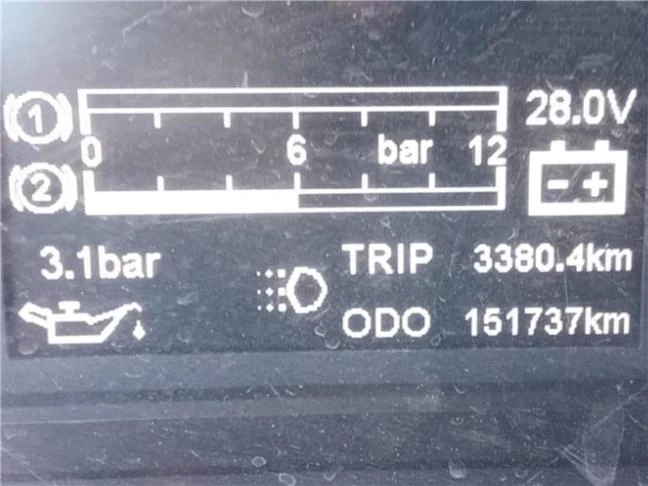 1
28.0V
0 6 bar 12
2
- +
3.1bar
TRIP 3380.4km
ODO 151737km